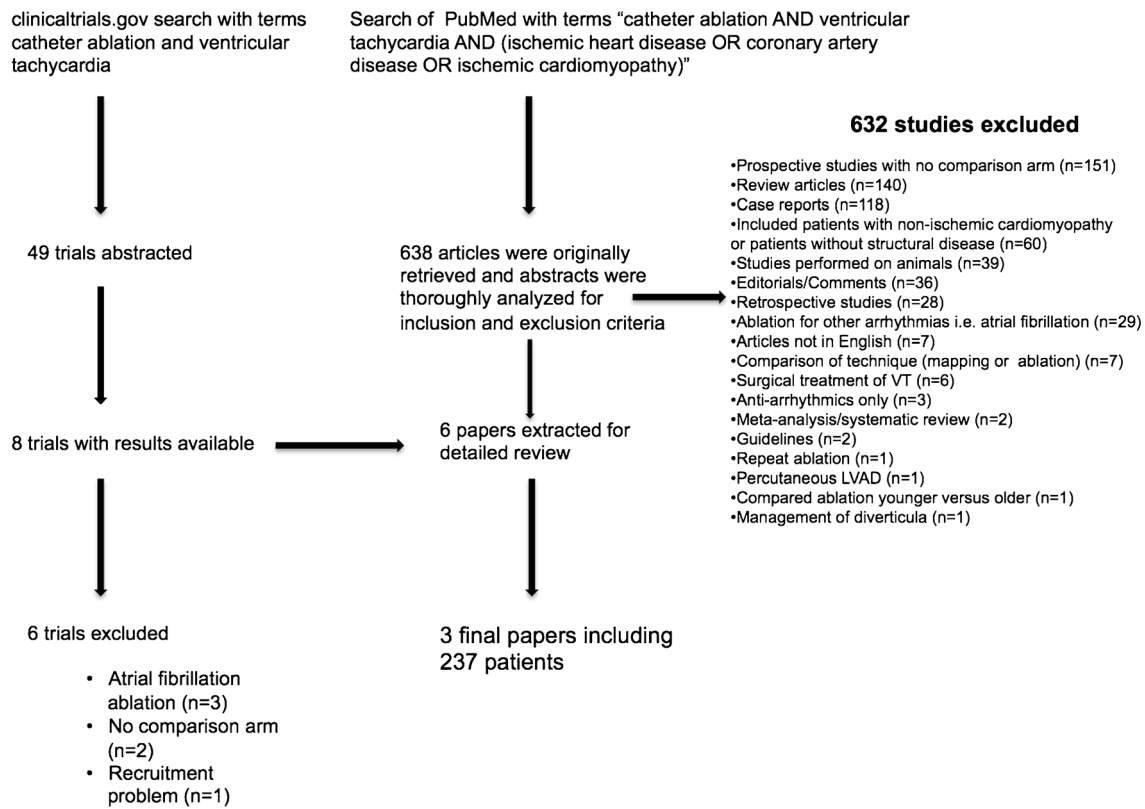 clinicaltrials.gov search with terms
catheter ablation and ventricular
tachycardia
Search of PubMed with terms “catheter ablation AND ventricular
tachycardia AND (ischemic heart disease OR coronary artery
disease OR ischemic cardiomyopathy)”
632 studies excluded
•Prospective studies with no comparison arm (n=151)
•Review articles (n=140)
•Case reports (n=118)
•Included patients with non-ischemic cardiomyopathy
or patients without structural disease (n=60)
•Studies performed on animals (n=39)
•Editorials/Comments (n=36)
•Retrospective studies (n=28)
•Ablation for other arrhythmias i.e. atrial fibrillation (n=29)
•Articles not in English (n=7)
•Comparison of technique (mapping or ablation) (n=7)
•Surgical treatment of VT (n=6)
•Anti-arrhythmics only (n=3)
•Meta-analysis/systematic review (n=2)
•Guidelines (n=2)
•Repeat ablation (n=1)
•Percutaneous LVAD (n=1)
•Compared ablation younger versus older (n=1)
•Management of diverticula (n=1)
49 trials abstracted
638 articles were originally
retrieved and abstracts were
thoroughly analyzed for
inclusion and exclusion criteria
8 trials with results available
6 papers extracted for
detailed review
6 trials excluded
• Atrial fibrillation
ablation (n=3)
• No comparison arm
(n=2)
• Recruitment
problem (n=1)
3 final papers including
237 patients